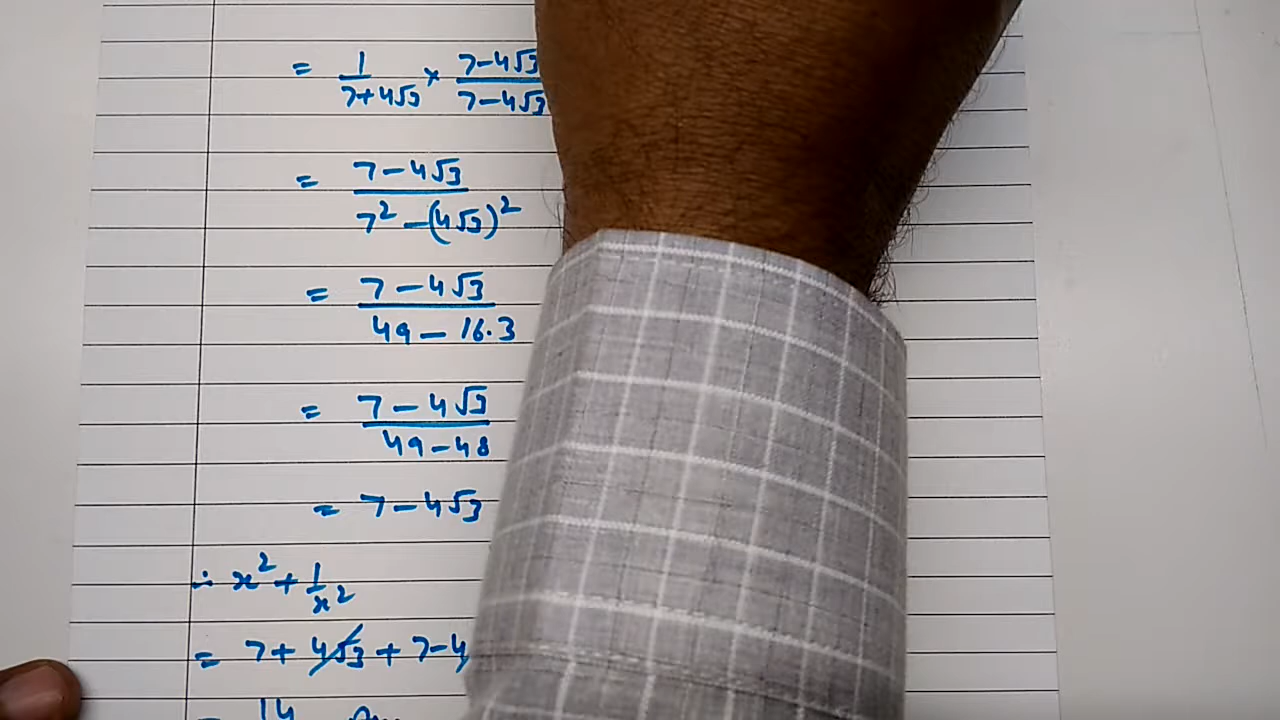 = 1/7+4√3 × 7-4√3/7-4√3
= 7-4√3/7² -(4√3)²
= 7-4√3/49-16.3
= 7-4√3/49-48
= 7-4√3
∴ x² + 1/x²
= 7+4√3+7-4
= 14